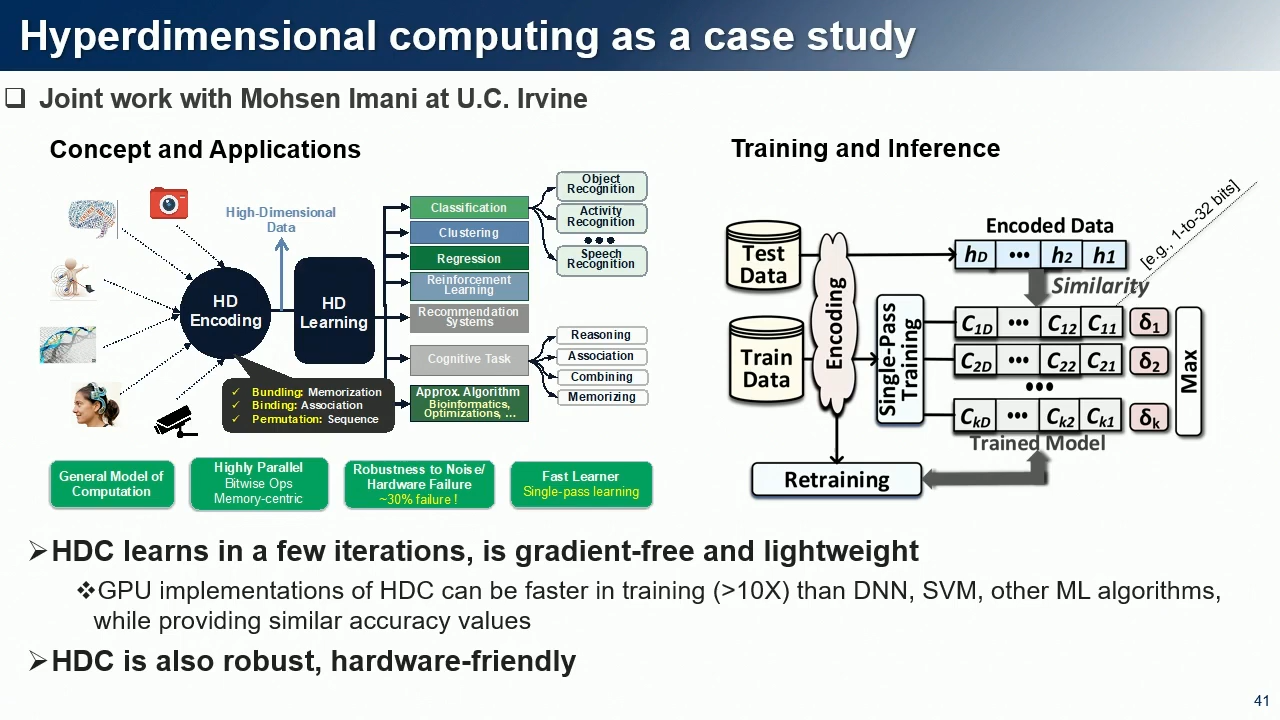 Hyperdimensional computing as a case study
❑ Joint work with Mohsen Imani at U.C. Irvine
Concept and Applications
High-Dimensional
Data
HD
Encoding
HD
Learning
✓ Bundling: Memorization
✓ Binding: Association
✓ Permutation: Sequence
Classification
Clustering
Regression
Reinforcement
Learning
Recommendation
Systems
Cognitive Task
Approx. Algorithm
Bioinformatics,
Optimizations, ...
Object
Recognition
Activity
Recognition
•••
Speech
Recognition
Reasoning
Association
Combining
Memorizing
General Model of
Computation
Highly Parallel
Bitwise Ops
Memory-centric
Robustness to Noise/
Hardware Failure
~30% failure !
Fast Learner
Single-pass learning
Training and Inference
Test
Data
Train
Data
Encoding
Single-Pass
Training
Encoded Data
hD ••• h2 h1
[e.g., 1-to-32 bits]
Similarity
C1D ••• C12 C11 δ1
C2D ••• C22 C21 δ2
•••
CkD ••• Ck2 Ck1 δk
Max
Trained Model
Retraining
➢HDC learns in a few iterations, is gradient-free and lightweight
❖GPU implementations of HDC can be faster in training (>10X) than DNN, SVM, other ML algorithms,
while providing similar accuracy values
➢HDC is also robust, hardware-friendly
41